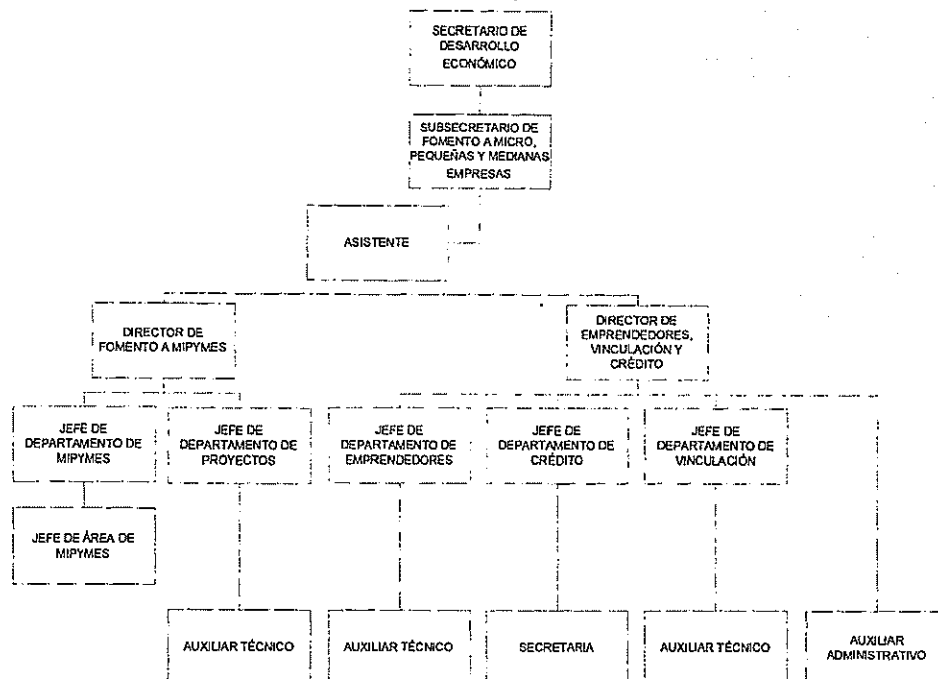 SECRETARIO DE
DESARROLLO
ECONÓMICO
SUBSECRETARIO DE
FOMENTO A MICRO,
PEQUEÑAS Y MEDIANAS
EMPRESAS
ASISTENTE
DIRECTOR DE
FOMENTO A MIPYMES
DIRECTOR DE
EMPRENDEDORES,
VINCULACIÓN Y
CRÉDITO
JEFE DE
DEPARTAMENTO DE
MIPYMES
JEFE DE
DEPARTAMENTO DE
PROYECTOS
JEFE DE
DEPARTAMENTO DE
EMPRENDEDORES
JEFE DE
DEPARTAMENTO DE
CRÉDITO
JEFE DE
DEPARTAMENTO DE
VINCULACIÓN
JEFE DE ÁREA DE
MIPYMES
AUXILIAR TÉCNICO
AUXILIAR TÉCNICO
SECRETARIA
AUXILIAR TÉCNICO
AUXILIAR
ADMINISTRATIVO